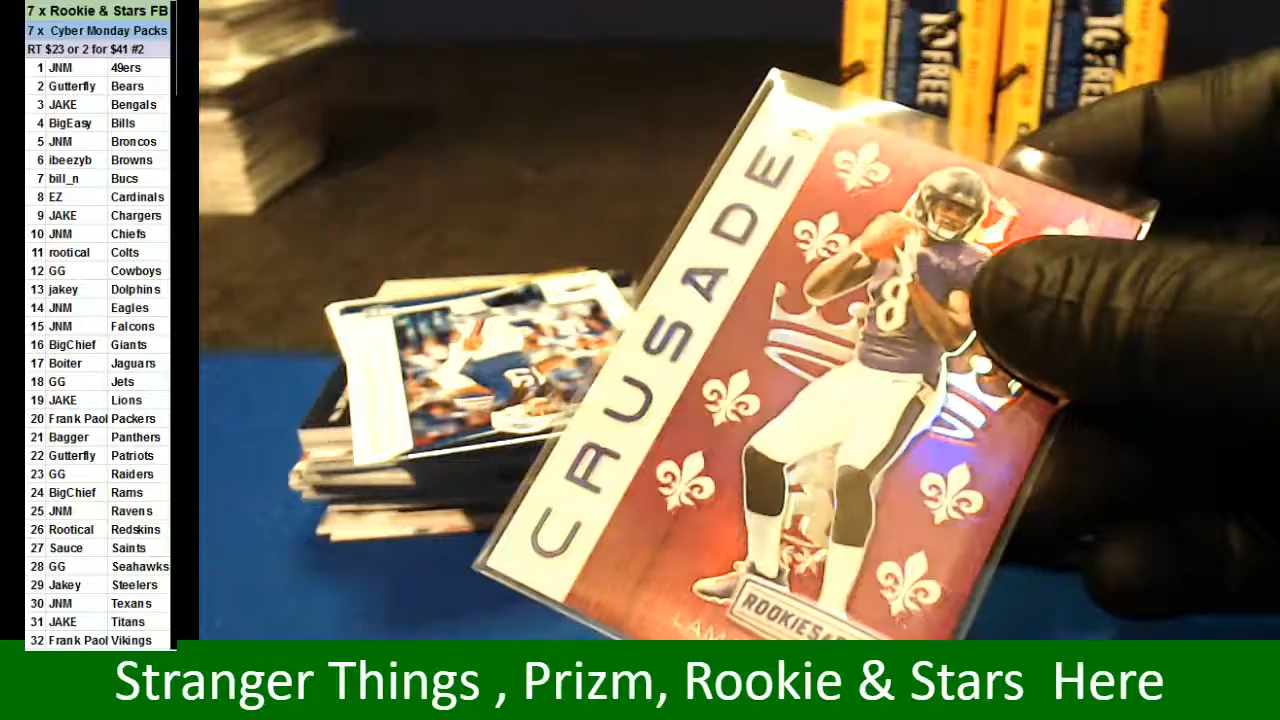 7 x Rookie & Stars FB
7 x Cyber Monday Packs
RT $23 or 2 for $41 #2
1 JNM 49ers
2 Gutterfly Bears
3 JAKE Bengals
4 BigEasy Bills
5 JNM Broncos
6 ibeezyb Browns
7 bill_n Bucs
8 EZ Cardinals
9 JAKE Chargers
10 JNM Chiefs
11 rootical Colts
12 GG Cowboys
13 jakey Dolphins
14 JNM Eagles
15 JNM Falcons
16 BigChief Giants
17 Boiter Jaguars
18 GG Jets
19 JAKE Lions
20 Frank Paol Packers
21 Bagger Panthers
22 Gutterfly Patriots
23 GG Raiders
24 BigChief Rams
25 JNM Ravens
26 Rootical Redskins
27 Sauce Saints
28 GG Seahawks
29 Jakey Steelers
30 JNM Texans
31 JAKE Titans
32 Frank Paol Vikings
CRUSADE
8
ROOKIES&
LAM
FREE
FREE
Stranger Things , Prizm, Rookie & Stars Here